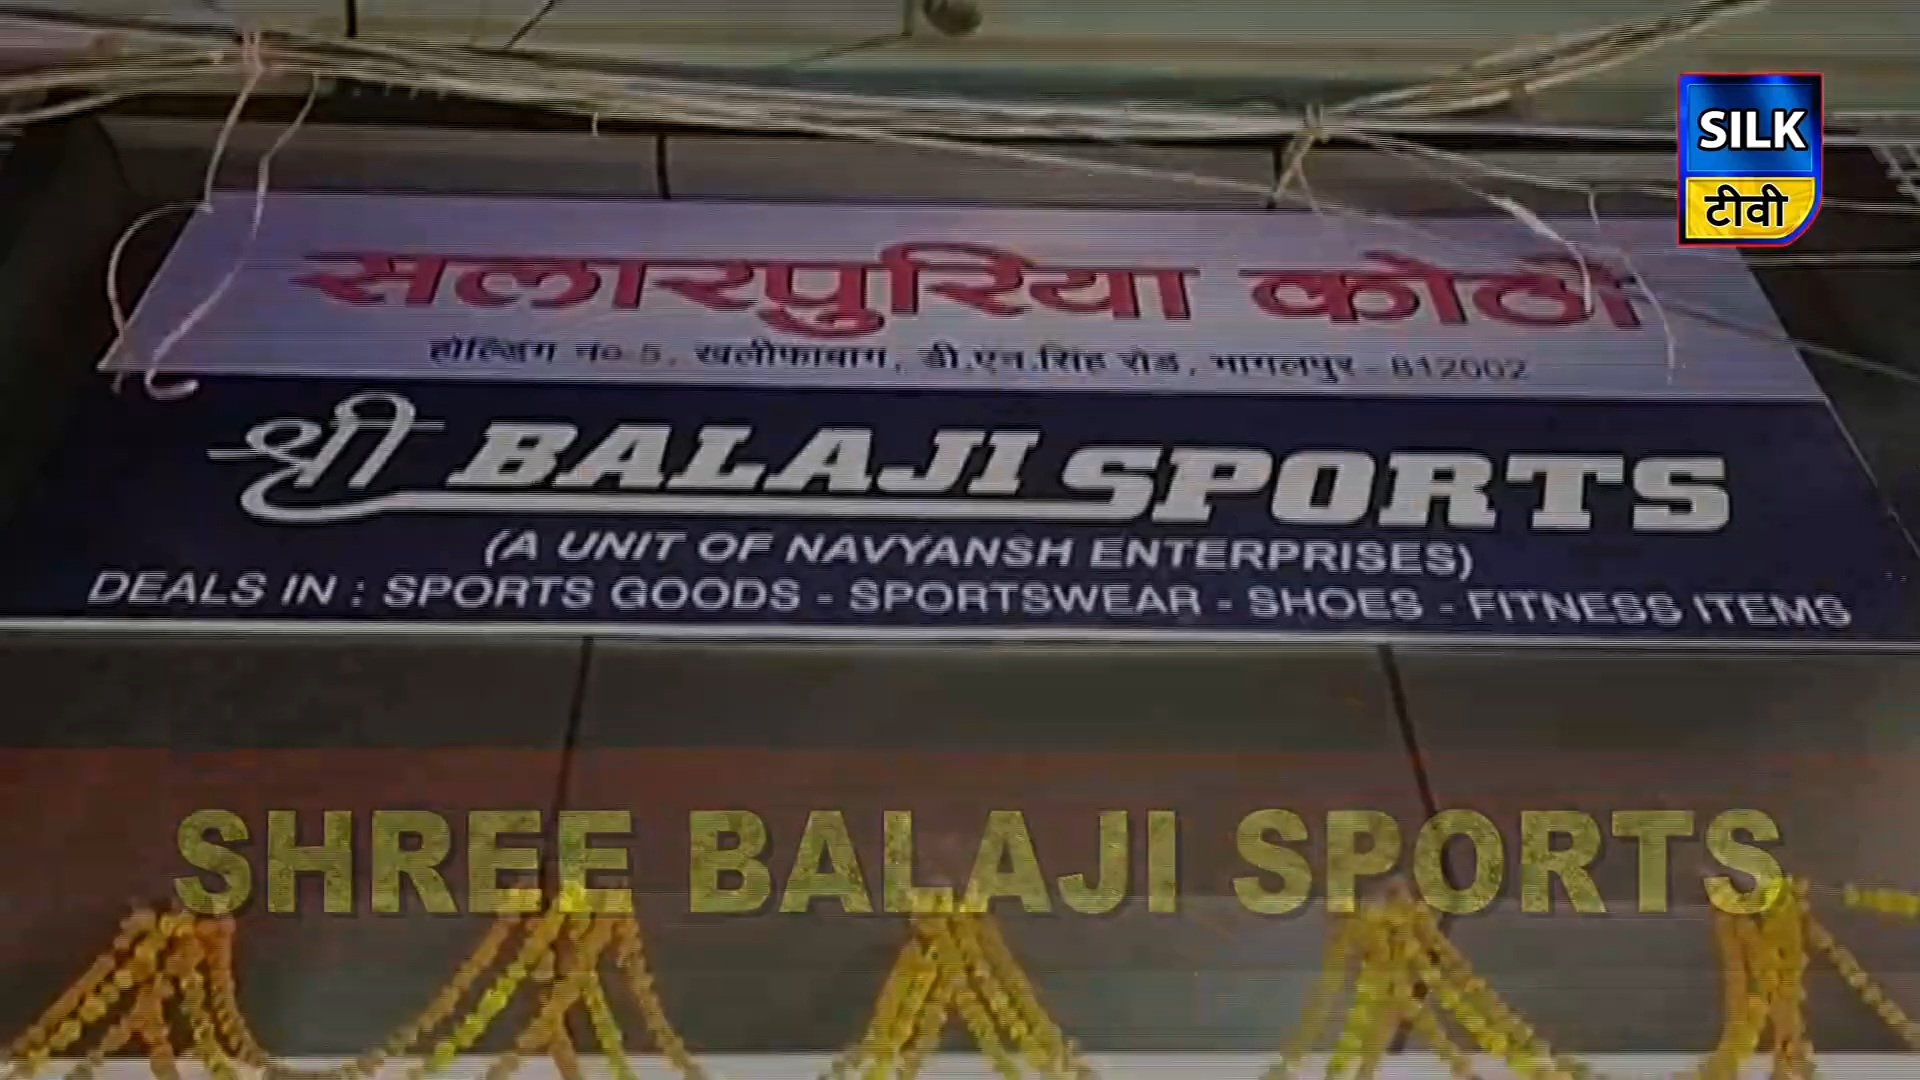 SILK
टीवी
सलारपुरिया कोठी
होल्डिंग नं०-5, खलीफाबाग, डी.एन.सिंह रोड, भागलपुर - 812002
श्री BALAJI SPORTS
(A UNIT OF NAVYANSH ENTERPRISES)
DEALS IN : SPORTS GOODS - SPORTSWEAR - SHOES - FITNESS ITEMS
SHREE BALAJI SPORTS